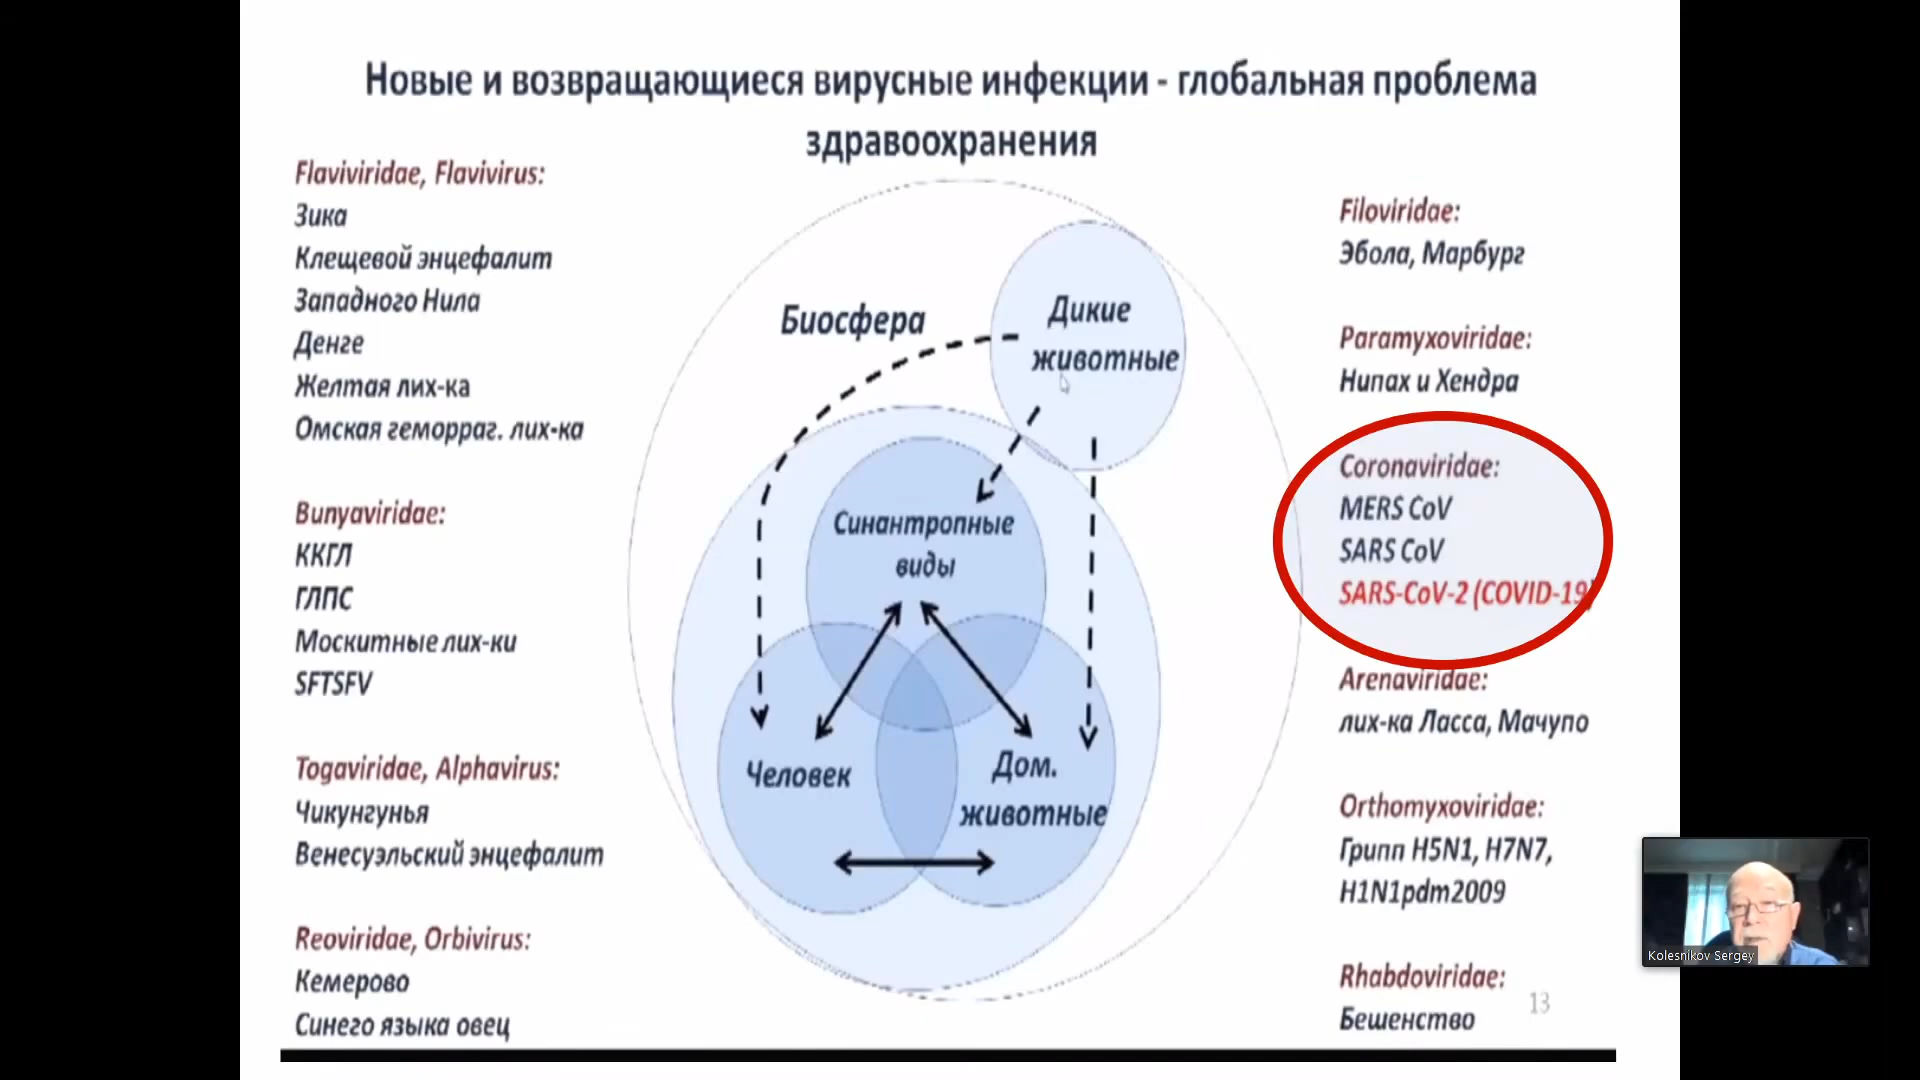 Новые и возвращающиеся вирусные инфекции - глобальная проблема
здравоохранения
Flaviviridae, Flavivirus:
Зика
Клещевой энцефалит
Западного Нила
Денге
Желтая лих-ка
Омская геморраг. лих-ка
Bunyaviridae:
ККГЛ
ГЛПС
Москитные лих-ки
SFTSFV
Togaviridae, Alphavirus:
Чикунгунья
Венесуэльский энцефалит
Reoviridae, Orbivirus:
Кемерово
Синего языка овец
Биосфера
Дикие
животные
Синантропные
виды
Человек
Дом.
животные
Filoviridae:
Эбола, Марбург
Paramyxoviridae:
Нипах и Хендра
Coronaviridae:
MERS CoV
SARS CoV
SARS-CoV-2 (COVID-19)
Arenaviridae:
лих-ка Ласса, Мачупо
Orthomyxoviridae:
Грипп H5N1, H7N7,
H1N1pdm2009
Rhabdoviridae:
Бешенство
13
Kolesnikov Sergey